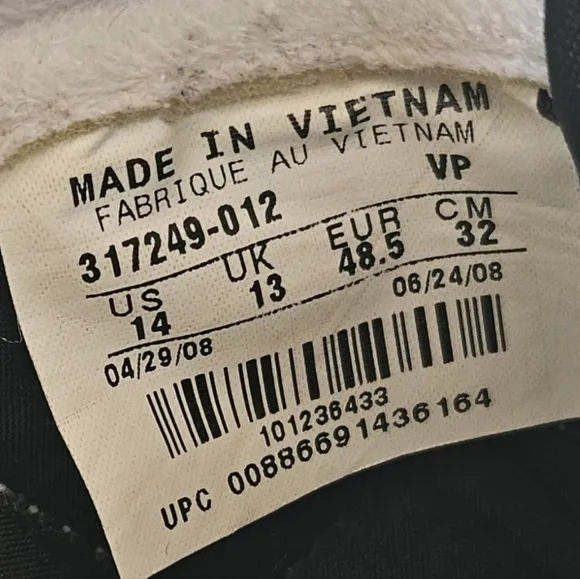 MADE IN VIETNAM
FABRIQUE AU VIETNAM
317249-012 VP
US UK EUR CM
14 13 48.5 32
04/29/08 06/24/08
101236433
UPC 00886691436164